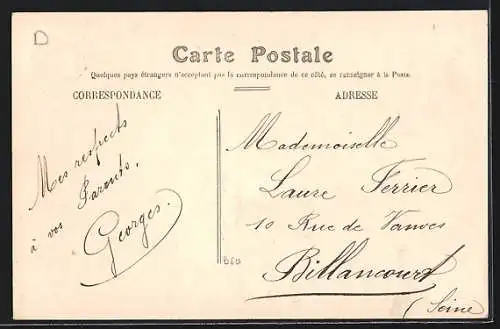 D
Carte Postale
Quelques pays étrangers n'acceptant pas la correspondance de ce côté, se renseigner à la Poste.
CORRESPONDANCE
ADRESSE
Mes respects
à vos Parents.
Georges.
Mademoiselle
Laure Ferrier
10 Rue de Vanves
Billancourt
(Seine